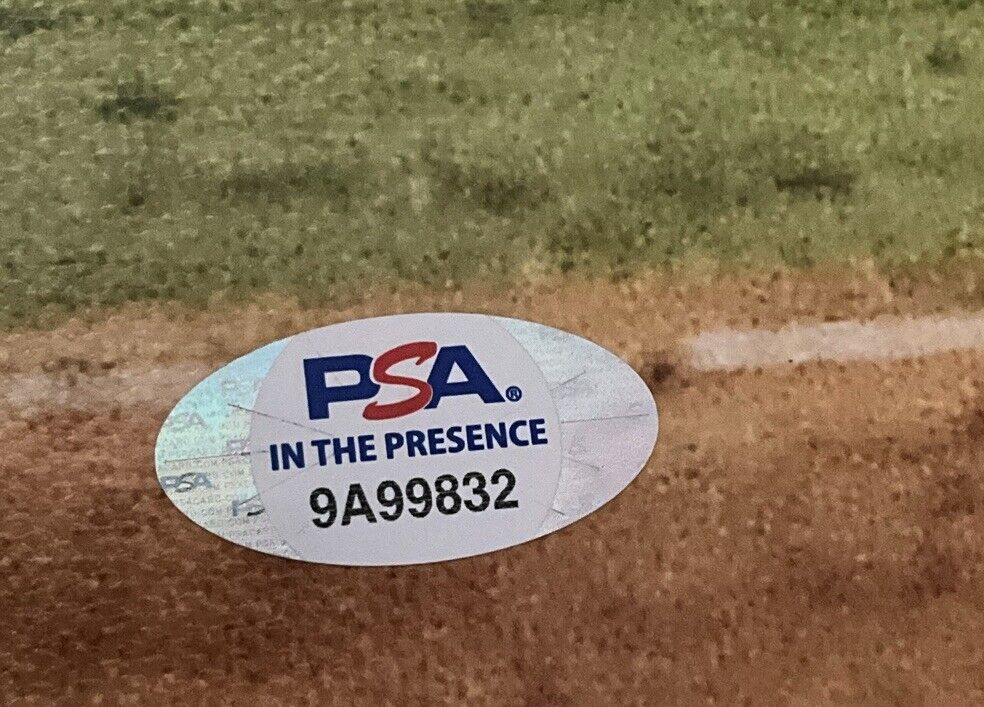 PSA®
IN THE PRESENCE
9A99832